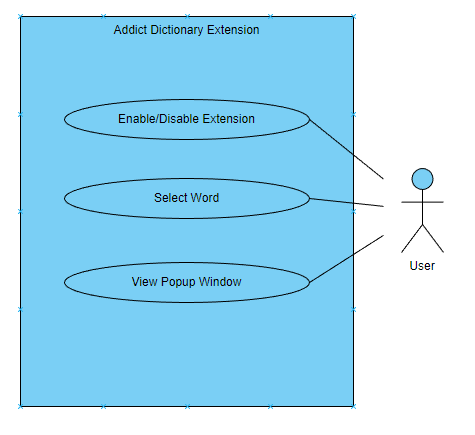 Addict Dictionary Extension
Enable/Disable Extension
Select Word
View Popup Window
User